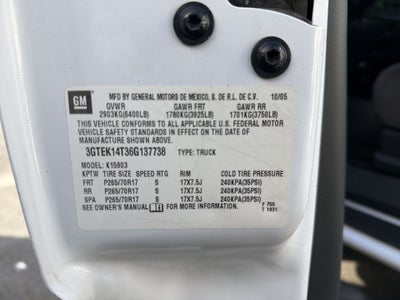 GM
MFD BY GENERAL MOTORS DE MEXICO, S. DE R.L. DE C.V. 10/05
GVWR GAWR FRT GAWR RR
2903KG(6400LB) 1780KG(3925LB) 1701KG(3750LB)
THIS VEHICLE CONFORMS TO ALL APPLICABLE U.S. FEDERAL MOTOR
VEHICLE SAFETY STANDARDS IN EFFECT ON THE DATE OF
MANUFACTURE SHOWN ABOVE.
3GTEK14T36G137738 TYPE: TRUCK
MODEL: K15903
KPTW TIRE SIZE SPEED RTG RIM COLD TIRE PRESSURE
FRT P265/70R17 S 17X7.5J 240KPA(35PSI)
RR P265/70R17 S 17X7.5J 240KPA(35PSI)
SPA P265/70R17 S 17X7.5J 240KPA(35PSI)
SEE OWNER'S MANUAL FOR MORE INFORMATION.
F 755
T 1031